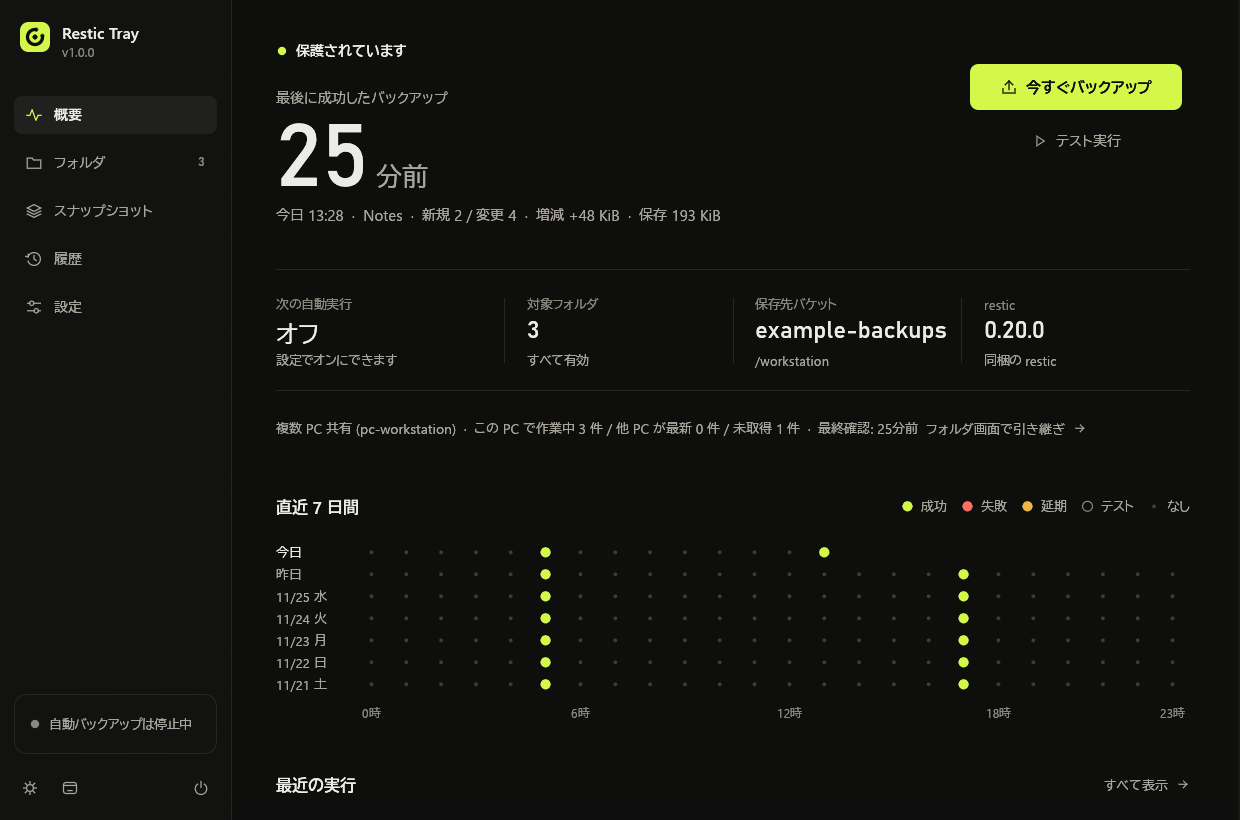 Restic Tray
v1.0.0
概要
フォルダ 3
スナップショット
履歴
設定
自動バックアップは停止中
保護されています
最後に成功したバックアップ
25 分前
今日 13:28 · Notes · 新規 2 / 変更 4 · 増減 +48 KiB · 保存 193 KiB
今すぐバックアップ
テスト実行
次の自動実行
オフ
設定でオンにできます
対象フォルダ
3
すべて有効
保存先バケット
example-backups
/workstation
restic
0.20.0
同梱の restic
複数 PC 共有 (pc-workstation) · この PC で作業中 3 件 / 他 PC が最新 0 件 / 未取得 1 件 · 最終確認: 25分前 フォルダ画面で引き継ぎ →
直近 7 日間
成功 失敗 延期 テスト なし
今日
昨日
11/25 水
11/24 火
11/23 月
11/22 日
11/21 土
0時 6時 12時 18時 23時
最近の実行
すべて表示 →